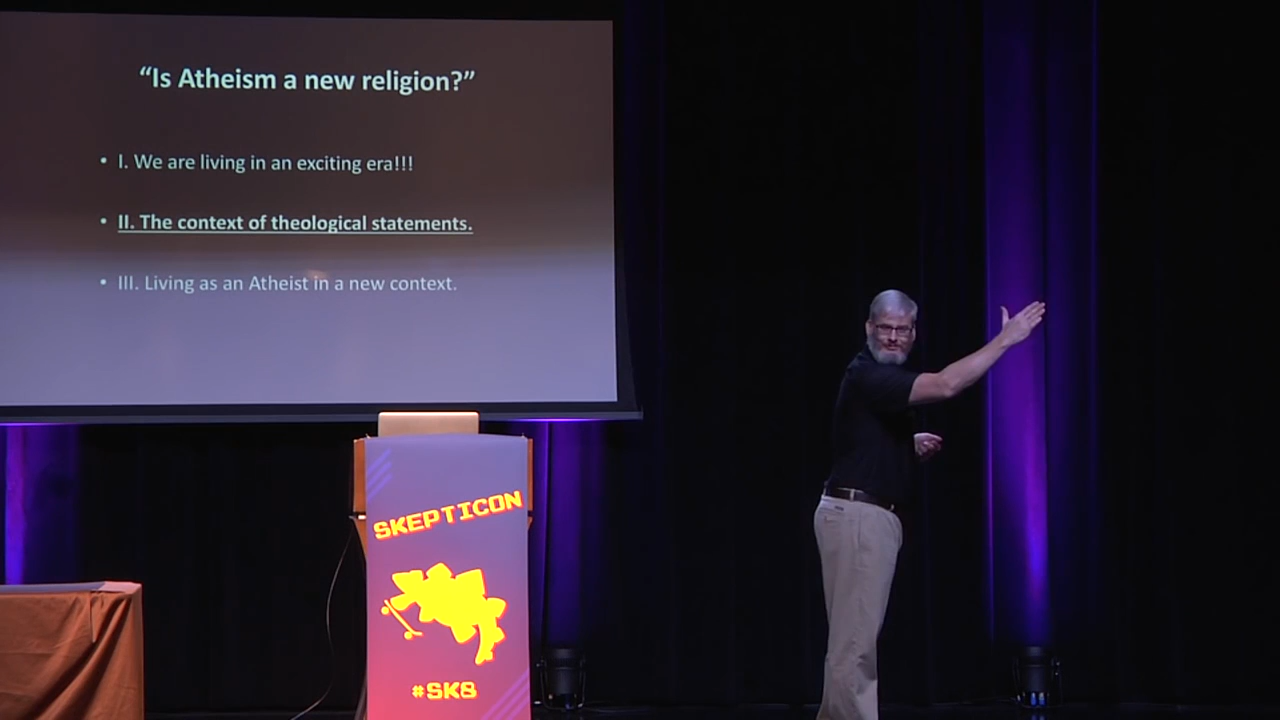 “Is Atheism a new religion?”
• I. We are living in an exciting era!!!
• II. The context of theological statements.
• III. Living as an Atheist in a new context.
SKEPTICON
#SK8